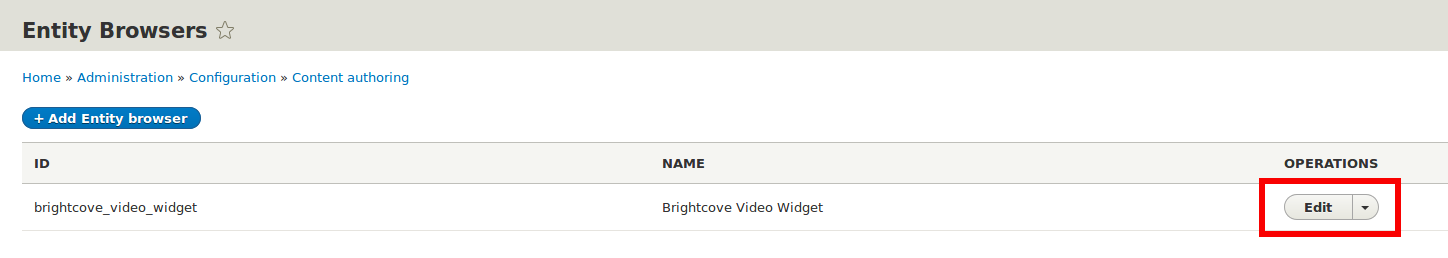 Entity Browsers
Home » Administration » Configuration » Content authoring
+ Add Entity browser
ID NAME OPERATIONS
brightcove_video_widget Brightcove Video Widget Edit